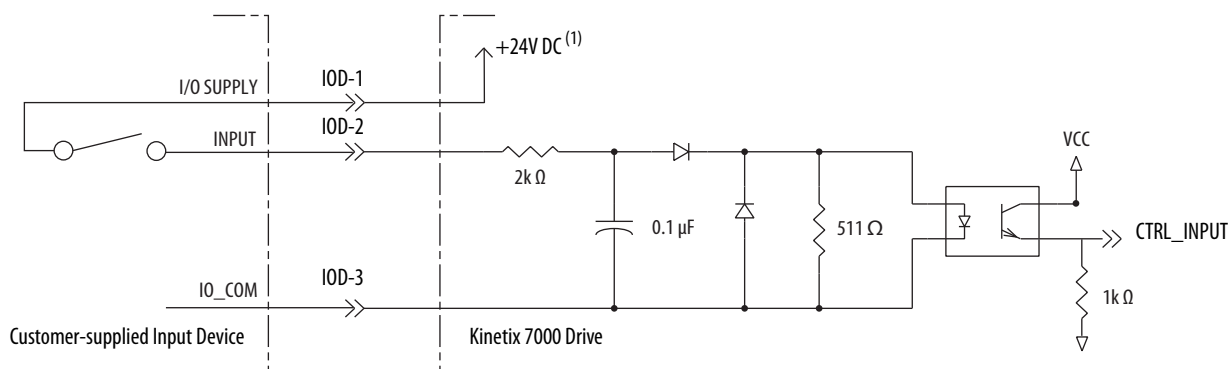 +24V DC (1)
I/O SUPPLY
IOD-1
INPUT
IOD-2
2k Ω
0.1 µF
511 Ω
VCC
CTRL_INPUT
1k Ω
IO_COM
IOD-3
Customer-supplied Input Device
Kinetix 7000 Drive